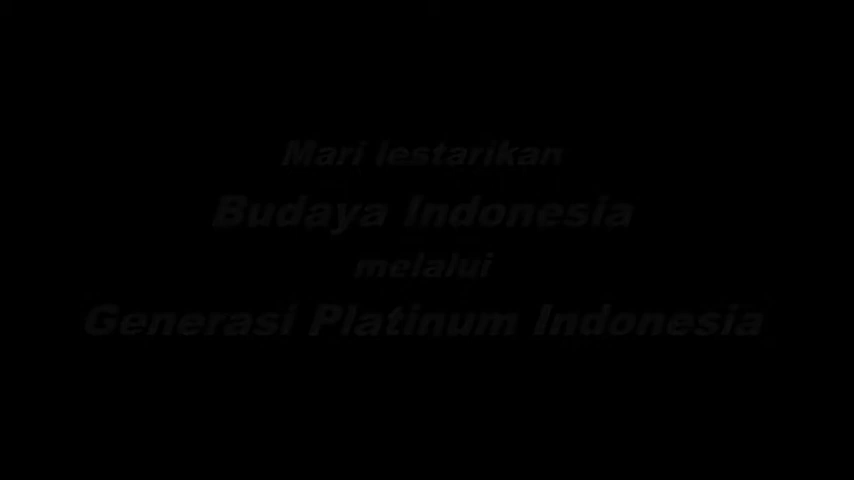 Mari lestarikan
Budaya Indonesia
melalui
Generasi Platinum Indonesia